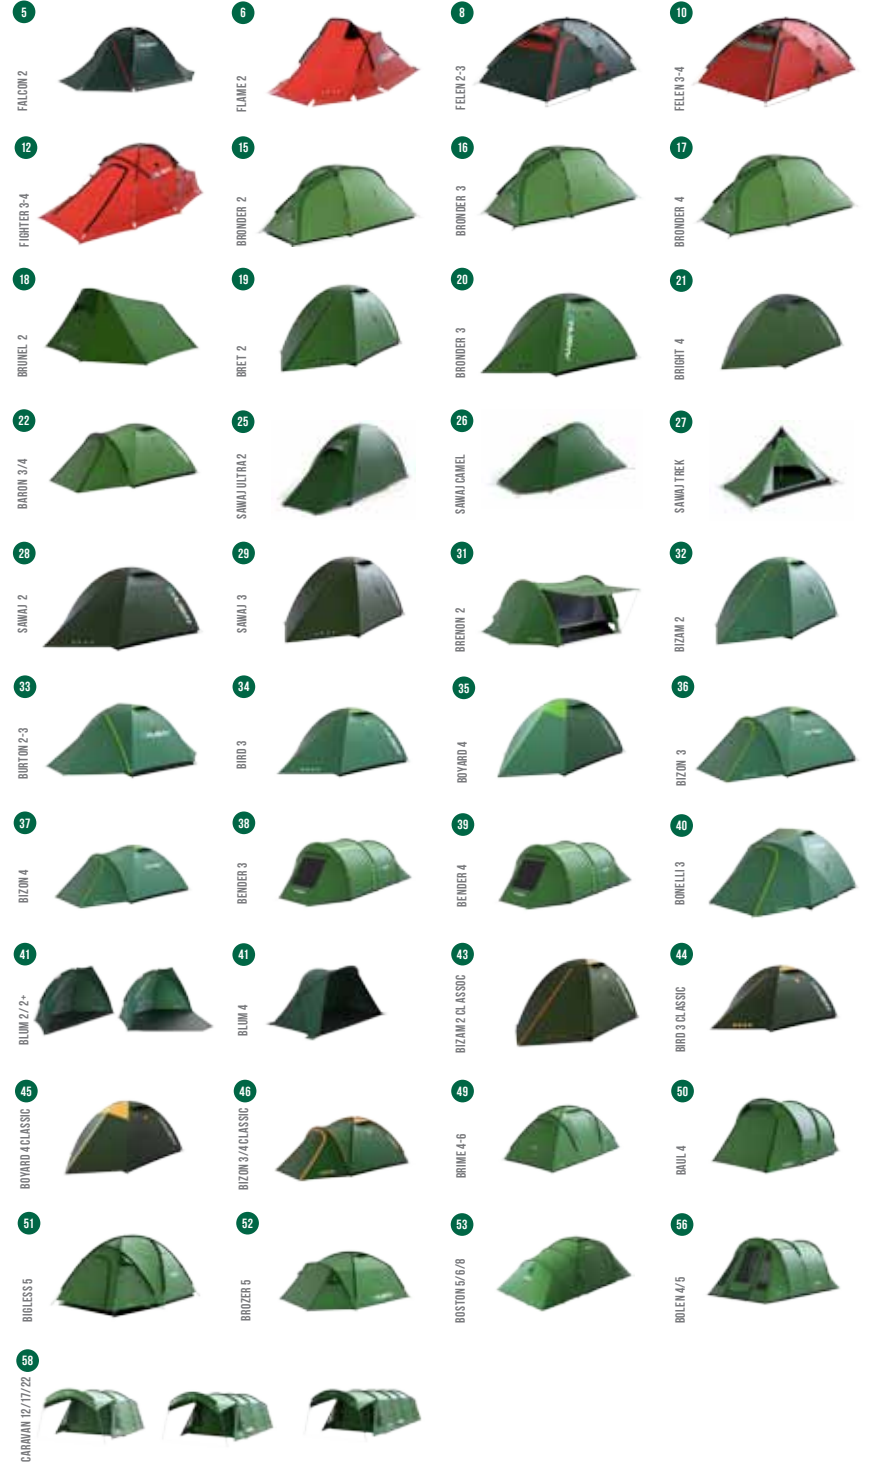 5
FALCON 2
6
FLAME 2
8
FELEN 2-3
10
FELEN 3-4
12
FIGHTER 3-4
15
BRONDER 2
16
BRONDER 3
17
BRONDER 4
18
BRUNEL 2
19
BRET 2
20
BRONDER 3
21
BRIGHT 4
22
BARON 3/4
25
SAWAJ ULTRA 2
26
SAWAJ CAMEL
27
SAWAJ TREK
28
SAWAJ 2
29
SAWAJ 3
31
BRENON 2
32
BIZAM 2
33
BURTON 2-3
34
BIRD 3
35
BOYARD 4
36
BIZON 3
37
BIZON 4
38
BENDER 3
39
BENDER 4
40
BONELLI 3
41
BLUM 2/ 2+
41
BLUM 4
43
BIZAM 2 CLASSOC
44
BIRD 3 CLASSIC
45
BOYARD 4 CLASSIC
46
BIZON 3/4 CLASSIC
49
BRIME 4-6
50
BAUL 4
51
BIGLESS 5
52
BROZER 5
53
BOSTON 5/6/8
56
BOLEN 4/5
58
CARAVAN 12/17/22